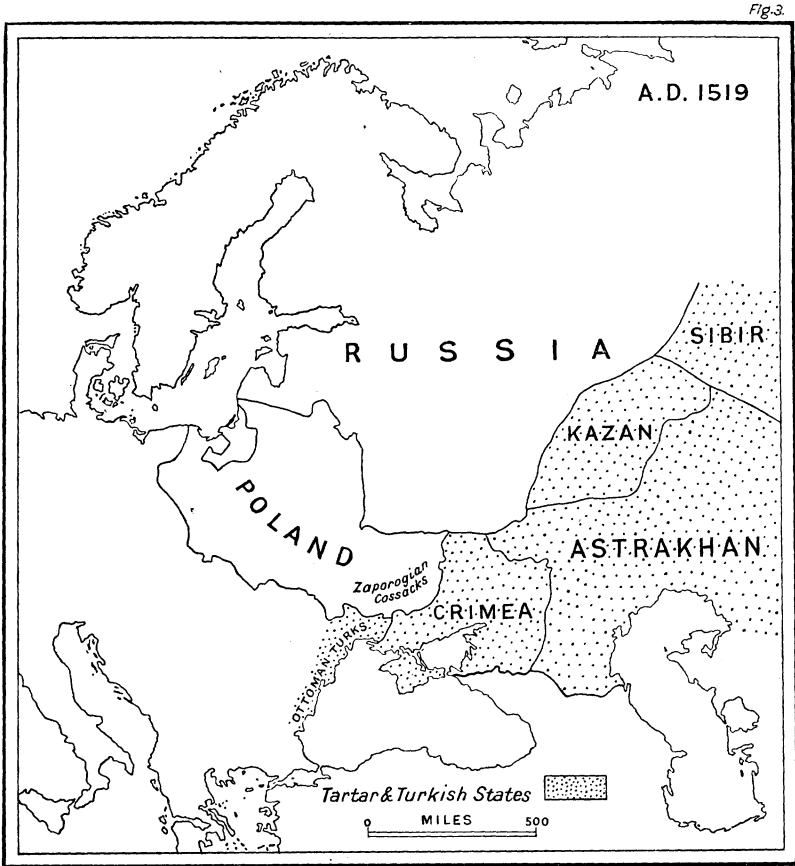 Fig.3.
A.D. 1519
SIBIR
RUSSIA
KAZAN
POLAND
ASTRAKHAN
Zaporogian
Cossacks
CRIMEA
OTTOMAN TURKS
Tartar & Turkish States
MILES
0 500